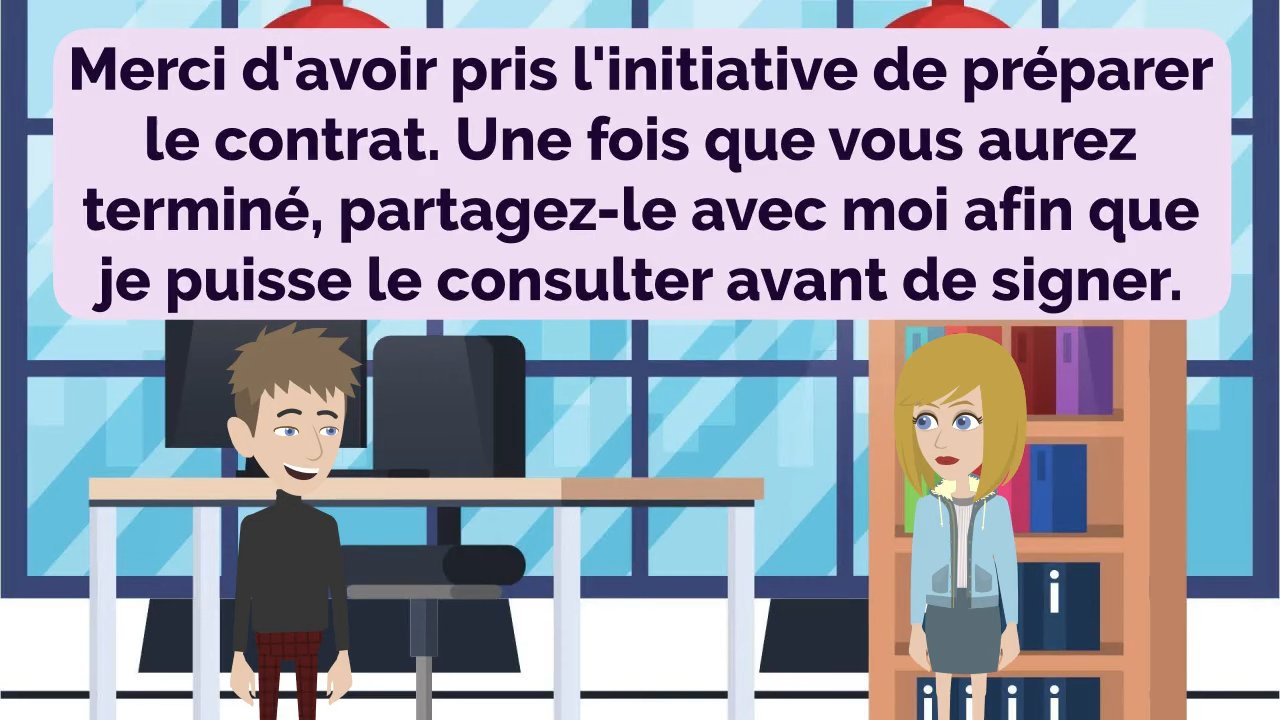 Merci d'avoir pris l'initiative de préparer
le contrat. Une fois que vous aurez
terminé, partagez-le avec moi afin que
je puisse le consulter avant de signer.
i
i i i i